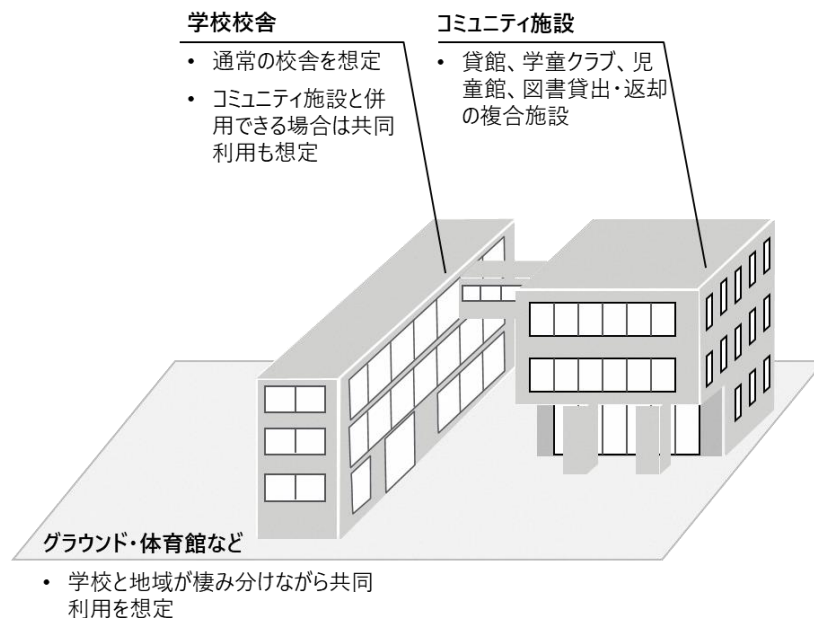 学校校舎
• 通常の校舎を想定
• コミュニティ施設と併
用できる場合は共同
利用も想定
コミュニティ施設
• 貸館、学童クラブ、児
童館、図書貸出・返却
の複合施設
グラウンド・体育館など
• 学校と地域が棲み分けながら共同
利用を想定